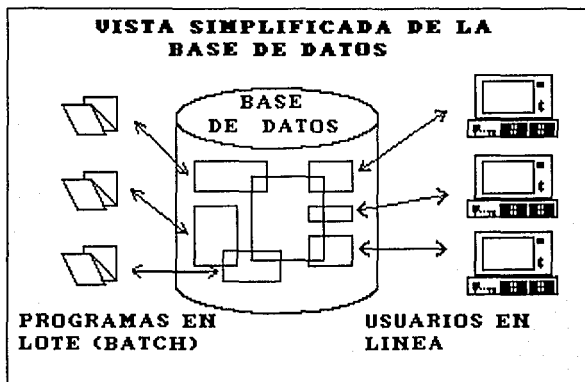 VISTA SIMPLIFICADA DE LA
BASE DE DATOS
BASE
DE DATOS
PROGRAMAS EN
LOTE (BATCH)
USUARIOS EN
LINEA